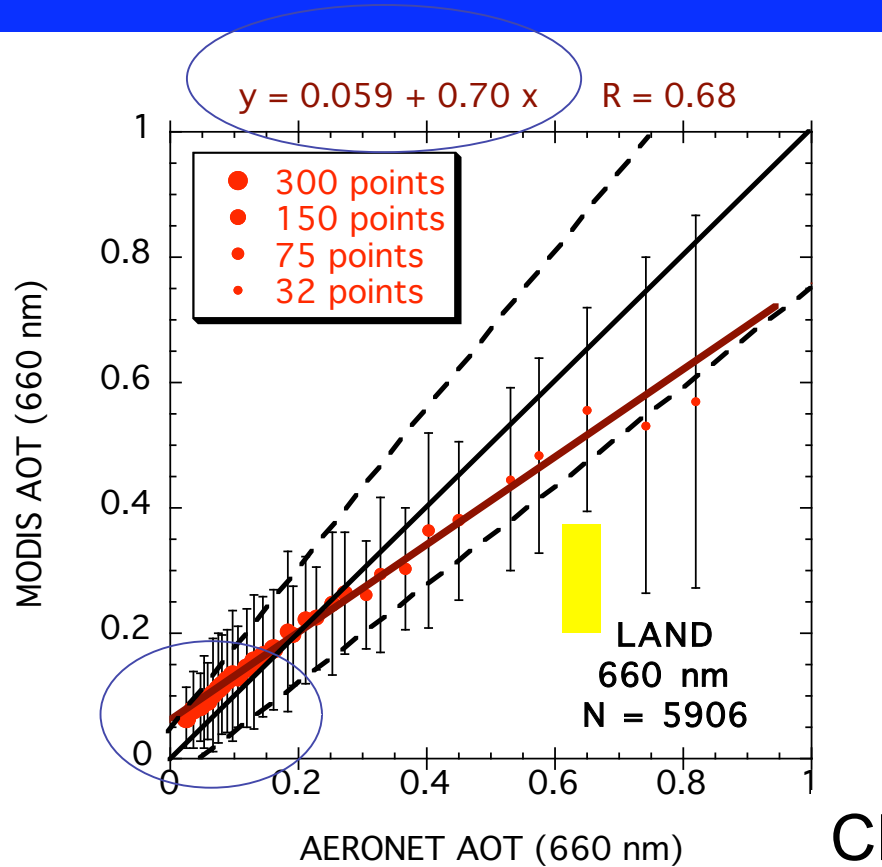 y = 0.059 + 0.70 x R = 0.68
300 points
150 points
75 points
32 points
1
0.8
0.6
0.4
0.2
0
MODIS AOT (660 nm)
LAND
660 nm
N = 5906
0 0.2 0.4 0.6 0.8 1
AERONET AOT (660 nm)